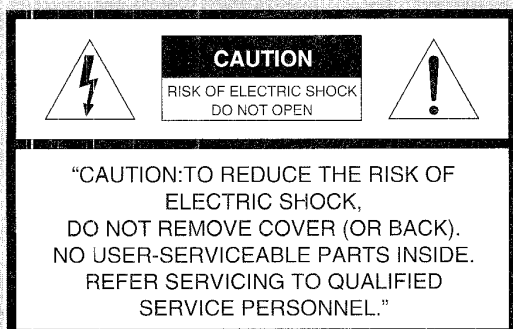 CAUTION
RISK OF ELECTRIC SHOCK
DO NOT OPEN
“CAUTION:TO REDUCE THE RISK OF
ELECTRIC SHOCK,
DO NOT REMOVE COVER (OR BACK).
NO USER-SERVICEABLE PARTS INSIDE.
REFER SERVICING TO QUALIFIED
SERVICE PERSONNEL.”